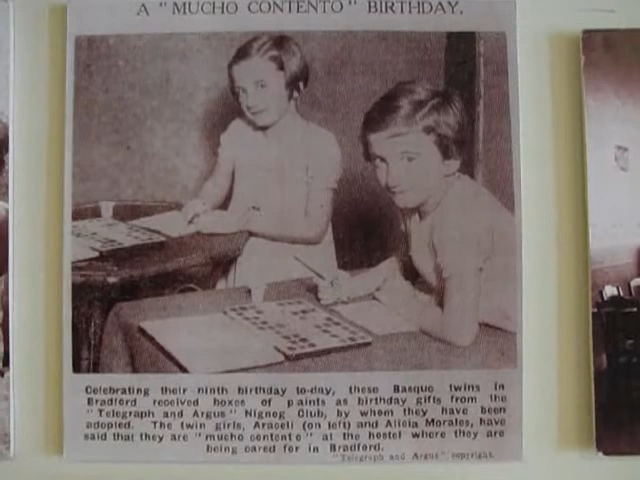 A "MUCHO CONTENTO" BIRTHDAY.
Celebrating their ninth birthday to-day, these Basque twins in
Bradford received boxes of paints as birthday gifts from the
"Telegraph and Argus" Nignog Club, by whom they have been
adopted. The twin girls, Araceli (on left) and Alicia Morales, have
said that they are "mucho contento" at the hostel where they are
being cared for in Bradford.
"Telegraph and Argus" copyright.